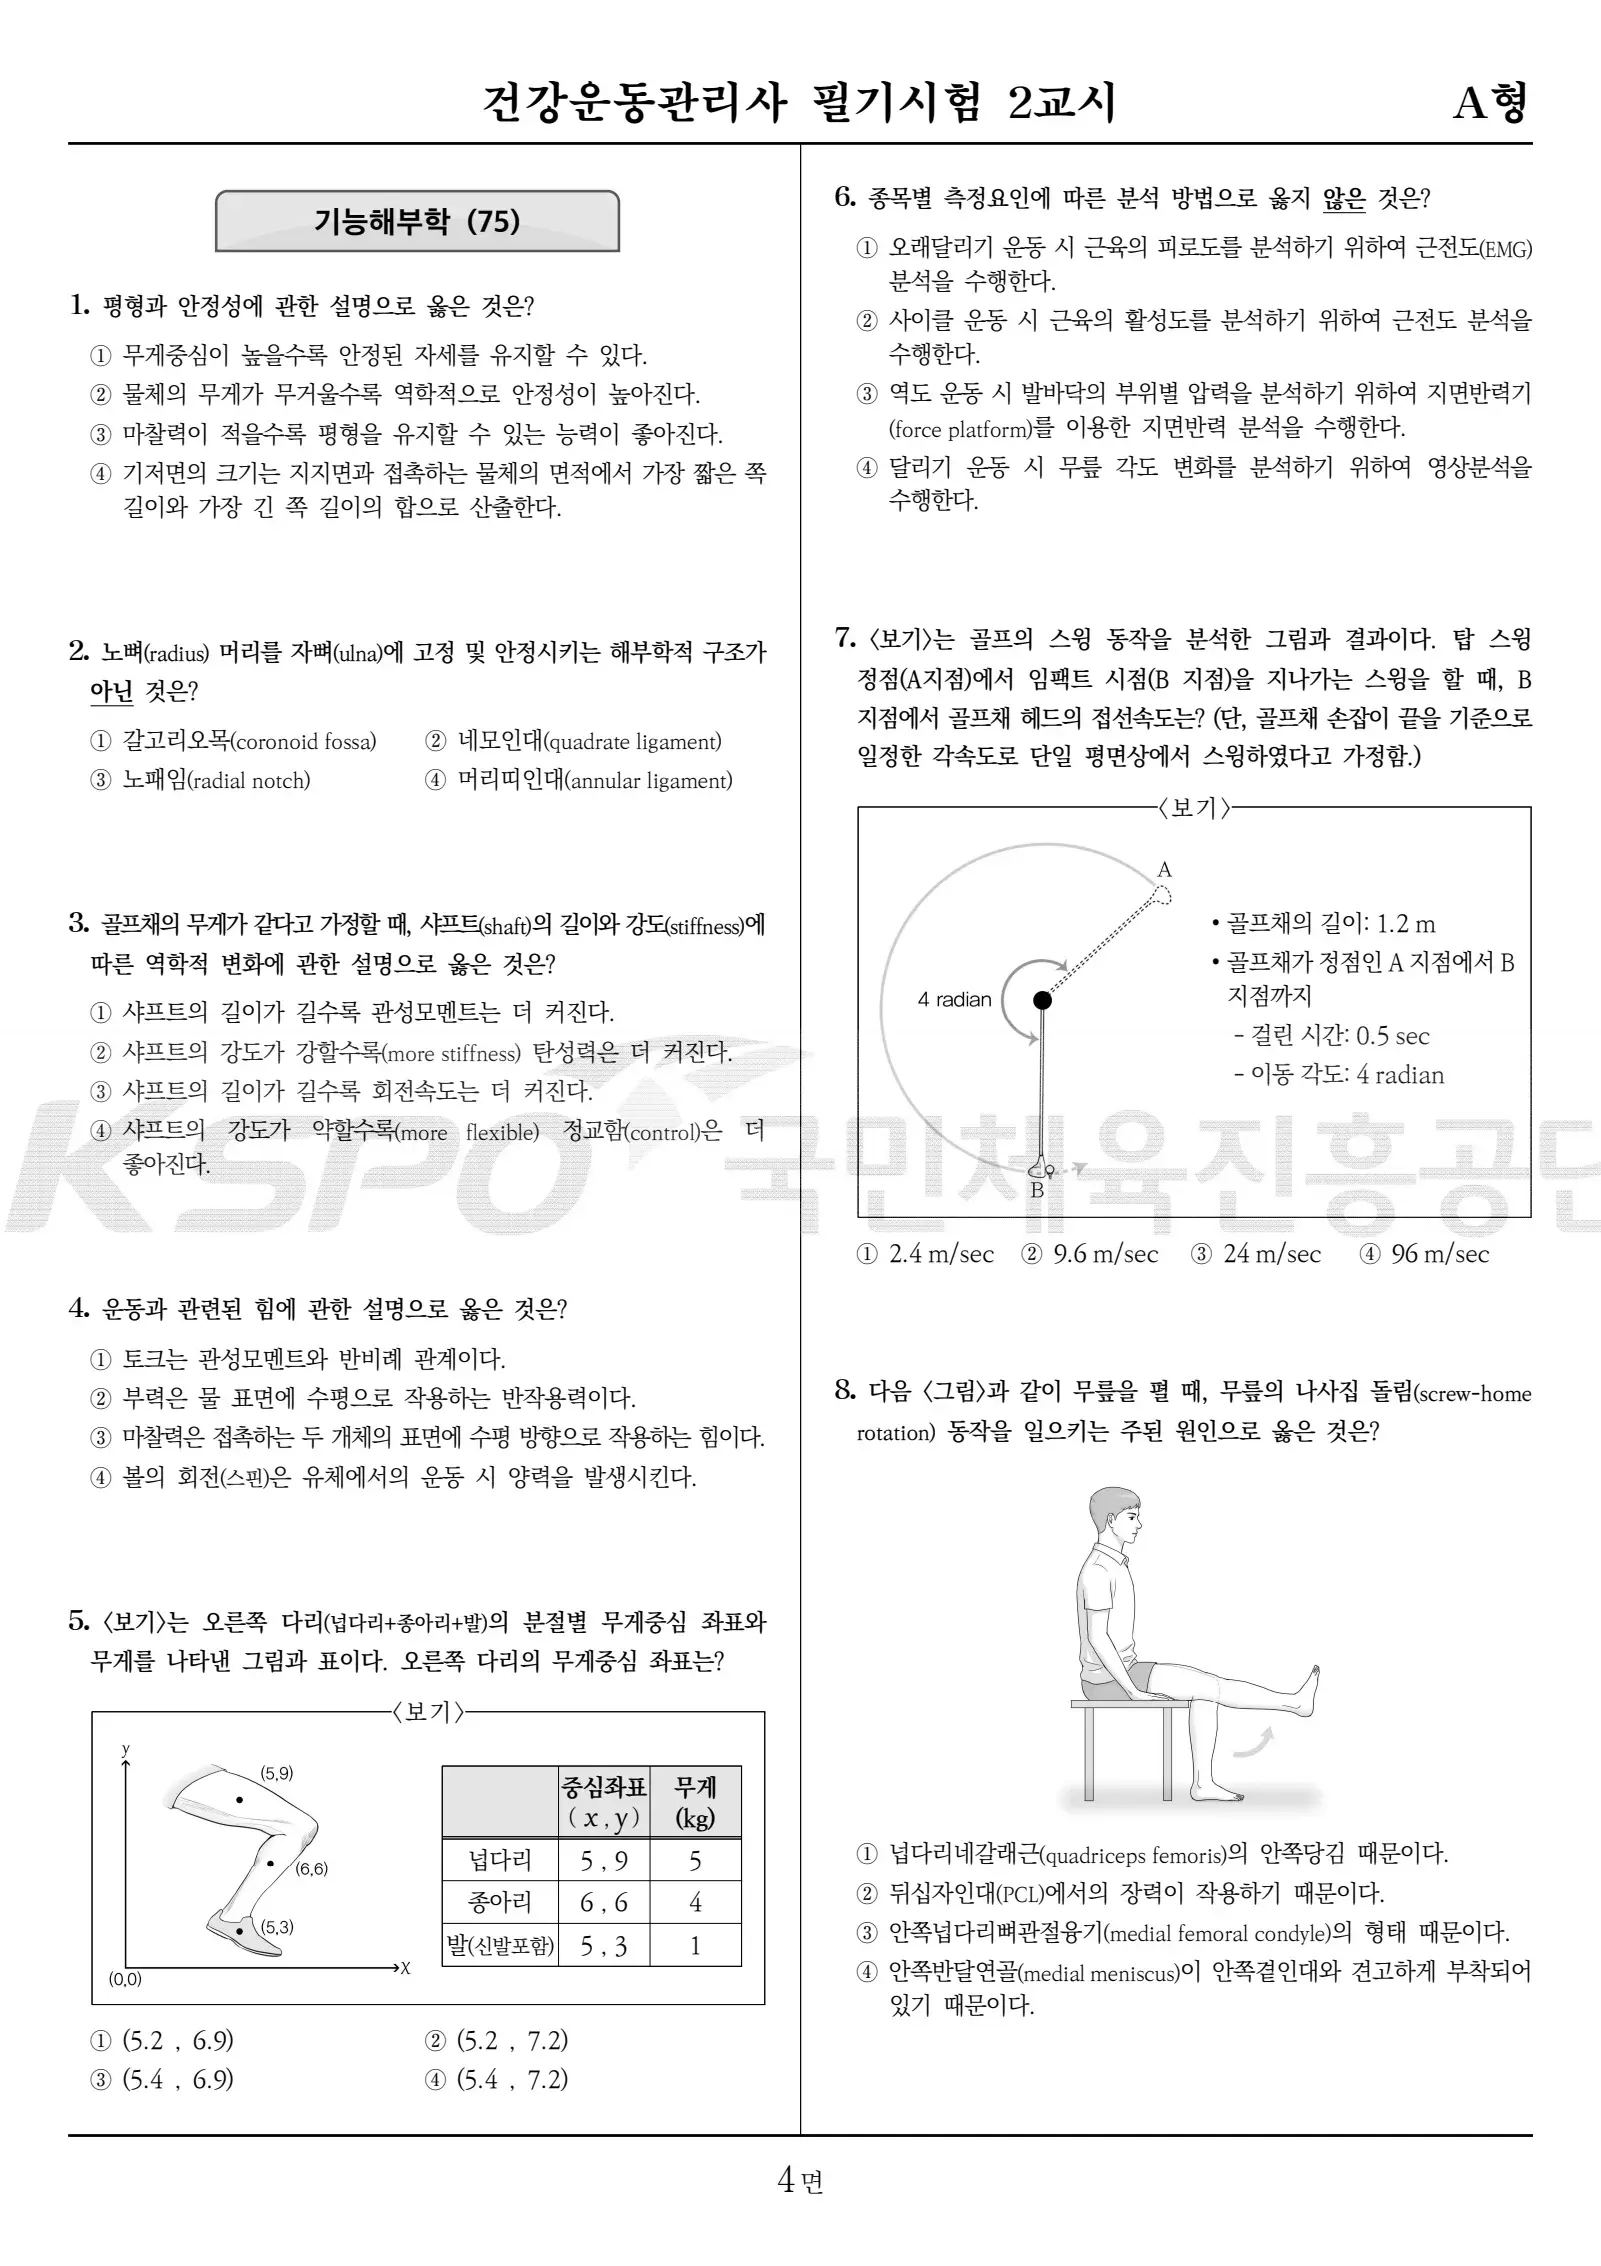 건강운동관리사 필기시험 2교시
A형
기능해부학 (75)
1. 평형과 안정성에 관한 설명으로 옳은 것은?
① 무게중심이 높을수록 안정된 자세를 유지할 수 있다.
② 물체의 무게가 무거울수록 역학적으로 안정성이 높아진다.
③ 마찰력이 적을수록 평형을 유지할 수 있는 능력이 좋아진다.
④ 기저면의 크기는 지지면과 접촉하는 물체의 면적에서 가장 짧은 쪽
길이와 가장 긴 쪽 길이의 합으로 산출한다.
2. 노뼈(radius) 머리를 자뼈(ulna)에 고정 및 안정시키는 해부학적 구조가
아닌 것은?
① 갈고리오목(coronoid fossa) ② 네모인대(quadrate ligament)
③ 노패임(radial notch) ④ 머리띠인대(annular ligament)
3. 골프채의 무게가 같다고 가정할 때, 샤프트(shaft)의 길이와 강도(stiffness)에
따른 역학적 변화에 관한 설명으로 옳은 것은?
① 샤프트의 길이가 길수록 관성모멘트는 더 커진다.
② 샤프트의 강도가 강할수록(more stiffness) 탄성력은 더 커진다.
③ 샤프트의 길이가 길수록 회전속도는 더 커진다.
④ 샤프트의 강도가 약할수록(more flexible) 정교함(control)은 더
좋아진다.
4. 운동과 관련된 힘에 관한 설명으로 옳은 것은?
① 토크는 관성모멘트와 반비례 관계이다.
② 부력은 물 표면에 수평으로 작용하는 반작용력이다.
③ 마찰력은 접촉하는 두 개체의 표면에 수평 방향으로 작용하는 힘이다.
④ 볼의 회전(스핀)은 유체에서의 운동 시 양력을 발생시킨다.
5. 〈보기〉는 오른쪽 다리(넙다리+종아리+발)의 분절별 무게중심 좌표와
무게를 나타낸 그림과 표이다. 오른쪽 다리의 무게중심 좌표는?
〈보기〉
y
(5,9)
(6,6)
(5,3)
(0,0)
x
중심좌표 무게
( x , y ) (kg)
넙다리 5 , 9 5
종아리 6 , 6 4
발(신발포함) 5 , 3 1
① (5.2 , 6.9) ② (5.2 , 7.2)
③ (5.4 , 6.9) ④ (5.4 , 7.2)
6. 종목별 측정요인에 따른 분석 방법으로 옳지 않은 것은?
① 오래달리기 운동 시 근육의 피로도를 분석하기 위하여 근전도(EMG)
분석을 수행한다.
② 사이클 운동 시 근육의 활성도를 분석하기 위하여 근전도 분석을
수행한다.
③ 역도 운동 시 발바닥의 부위별 압력을 분석하기 위하여 지면반력기
(force platform)를 이용한 지면반력 분석을 수행한다.
④ 달리기 운동 시 무릎 각도 변화를 분석하기 위하여 영상분석을
수행한다.
7. 〈보기〉는 골프의 스윙 동작을 분석한 그림과 결과이다. 탑 스윙
정점(A지점)에서 임팩트 시점(B 지점)을 지나가는 스윙을 할 때, B
지점에서 골프채 헤드의 접선속도는? (단, 골프채 손잡이 끝을 기준으로
일정한 각속도로 단일 평면상에서 스윙하였다고 가정함.)
〈보기〉
A
4 radian
B
• 골프채의 길이: 1.2 m
• 골프채가 정점인 A 지점에서 B
지점까지
- 걸린 시간: 0.5 sec
- 이동 각도: 4 radian
① 2.4 m/sec ② 9.6 m/sec ③ 24 m/sec ④ 96 m/sec
8. 다음 〈그림〉과 같이 무릎을 펼 때, 무릎의 나사집 돌림(screw-home
rotation) 동작을 일으키는 주된 원인으로 옳은 것은?
① 넙다리네갈래근(quadriceps femoris)의 안쪽당김 때문이다.
② 뒤십자인대(PCL)에서의 장력이 작용하기 때문이다.
③ 안쪽넙다리뼈관절융기(medial femoral condyle)의 형태 때문이다.
④ 안쪽반달연골(medial meniscus)이 안쪽곁인대와 견고하게 부착되어
있기 때문이다.
KSPO 국민체육진흥공단
4면